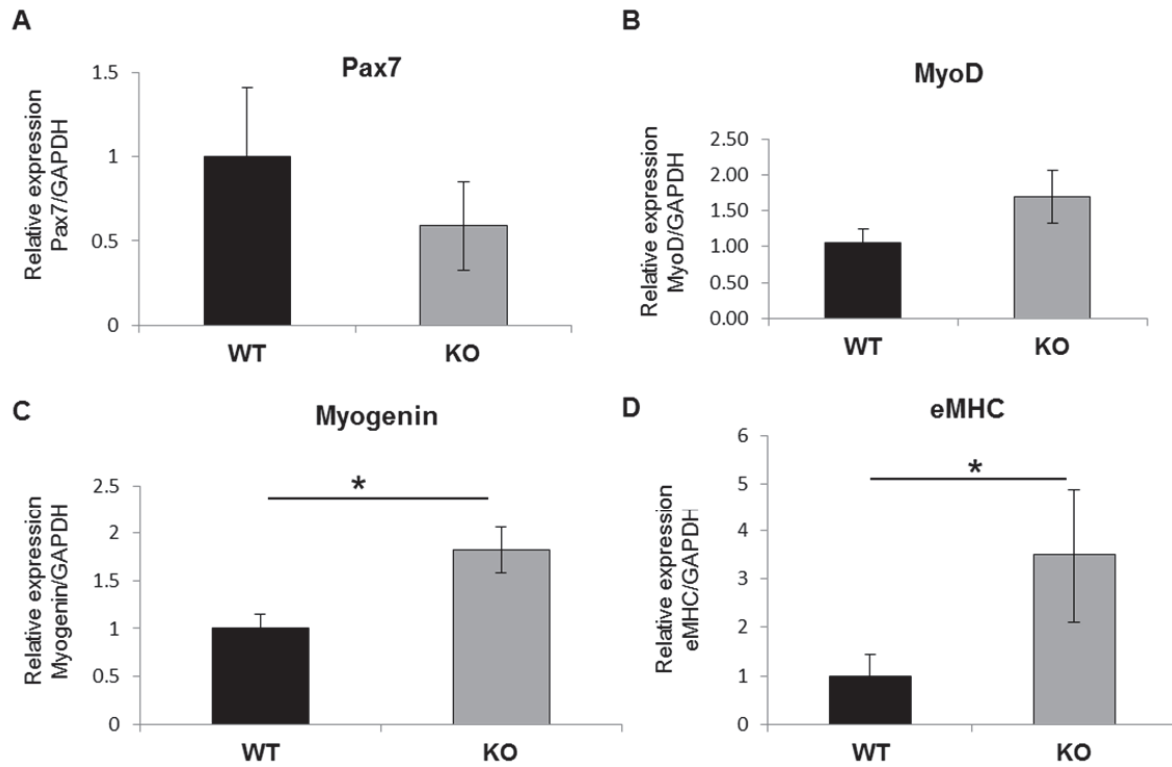 A
Pax7
Relative expression
Pax7/GAPDH
1.5
1
0.5
0
WT
KO
B
MyoD
Relative expression
MyoD/GAPDH
2.50
2.00
1.50
1.00
0.50
0.00
WT
KO
C
Myogenin
Relative expression
Myogenin/GAPDH
2.5
2
1.5
1
0.5
0
*
WT
KO
D
eMHC
Relative expression
eMHC/GAPDH
6
5
4
3
2
1
0
*
WT
KO